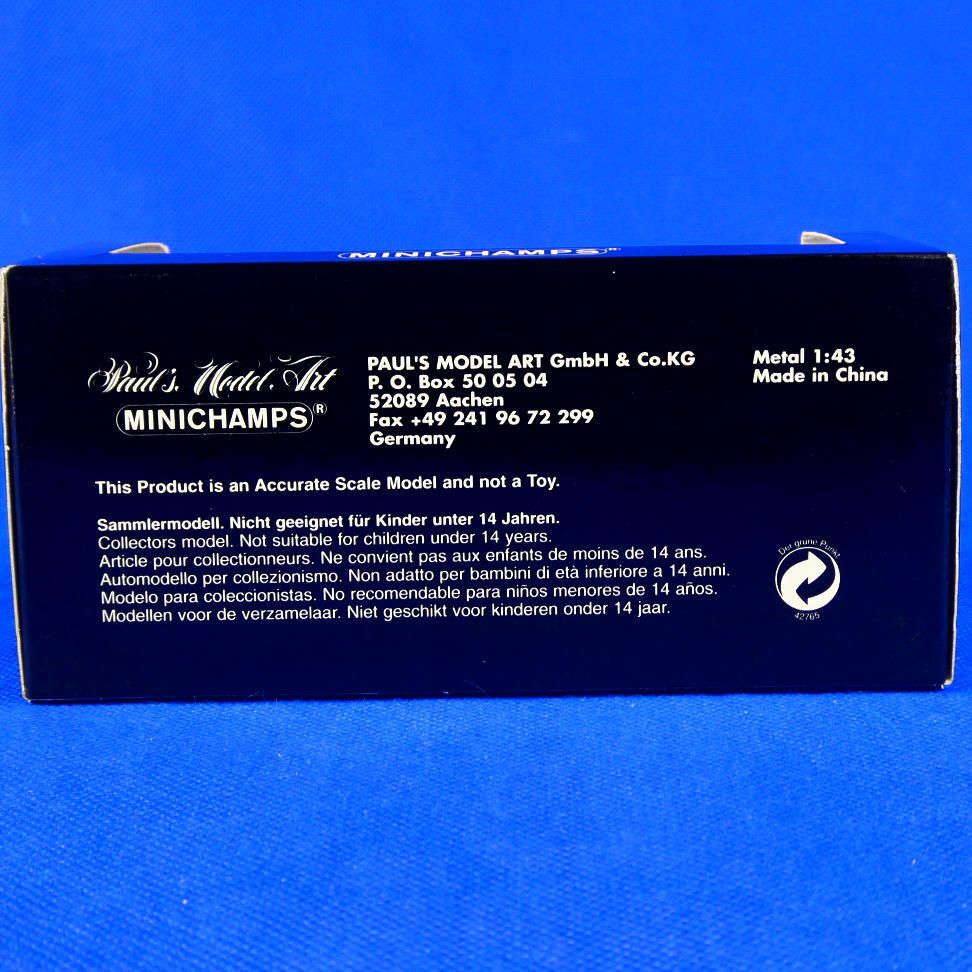 MINICHAMPS®
Paul's Model Art
MINICHAMPS®
PAUL'S MODEL ART GmbH & Co.KG
P. O. Box 50 05 04
52089 Aachen
Fax +49 241 96 72 299
Germany
Metal 1:43
Made in China
This Product is an Accurate Scale Model and not a Toy.
Sammlermodell. Nicht geeignet für Kinder unter 14 Jahren.
Collectors model. Not suitable for children under 14 years.
Article pour collectionneurs. Ne convient pas aux enfants de moins de 14 ans.
Automodello per collezionismo. Non adatto per bambini di età inferiore a 14 anni.
Modelo para coleccionistas. No recomendable para niños menores de 14 años.
Modellen voor de verzamelaar. Niet geschikt voor kinderen onder 14 jaar.
Der grüne Punkt
42765